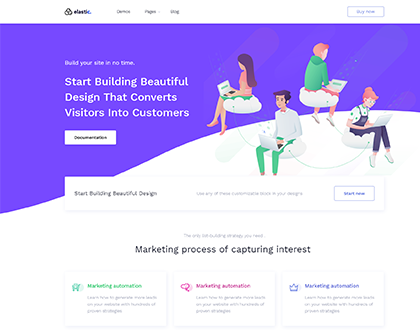 elastic.
Demos
Pages
Blog
Buy Now
Build your site in no time.
Start Building Beautiful
Design That Converts
Visitors Into Customers
Documentation
Start Building Beautiful Design
Use any of these customizable block in your designs
Start now
The only list-building strategy you need
Marketing process of capturing interest
Marketing automation
Learn how to generate more leads
on your website with hundreds of
proven strategies
Marketing automation
Learn how to generate more leads
on your website with hundreds of
proven strategies
Marketing automation
Learn how to generate more leads
on your website with hundreds of
proven strategies